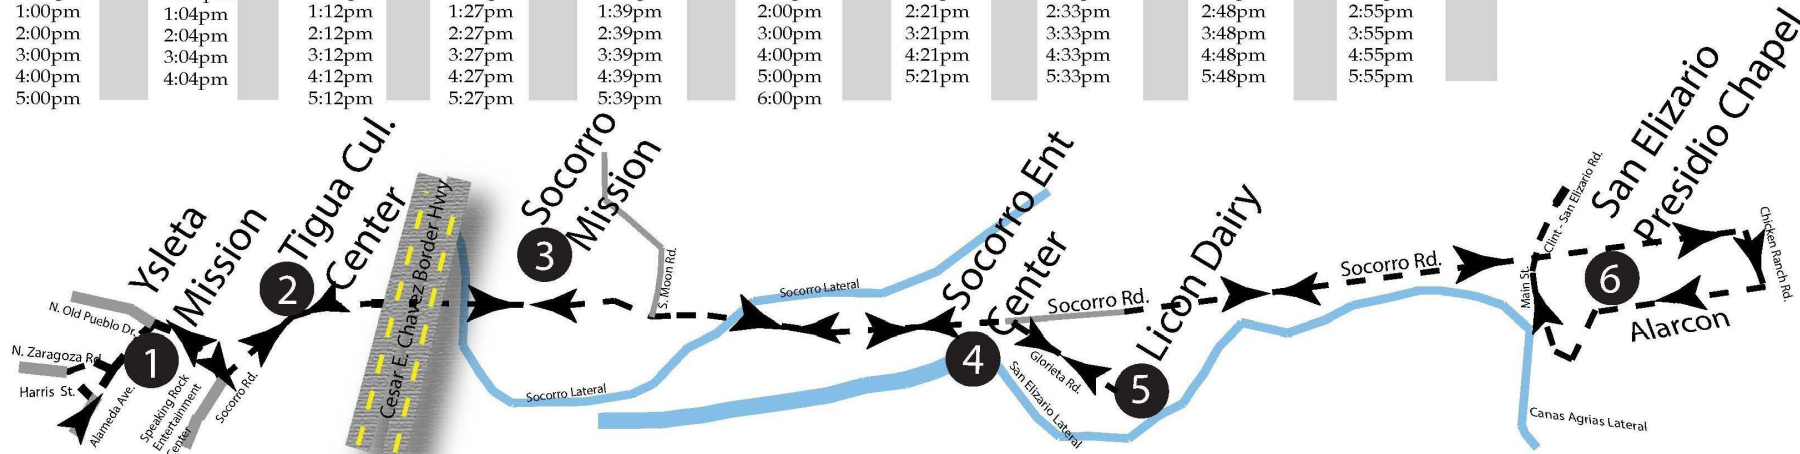 1:00pm 1:04pm 1:12pm 1:27pm 1:39pm 2:00pm 2:21pm 2:33pm 2:48pm 2:55pm
2:00pm 2:04pm 2:12pm 2:27pm 2:39pm 3:00pm 3:21pm 3:33pm 3:48pm 3:55pm
3:00pm 3:04pm 3:12pm 3:27pm 3:39pm 4:00pm 4:21pm 4:33pm 4:48pm 4:55pm
4:00pm 4:04pm 4:12pm 4:27pm 4:39pm 5:00pm 5:21pm 5:33pm 5:48pm 5:55pm
5:00pm 5:12pm 5:27pm 5:39pm 6:00pm
Ysleta
Mission
1
N. Old Pueblo Dr.
N. Zaragoza Rd.
Harris St.
Alameda Ave.
Speaking Rock
Entertainment
Center
Socorro Rd.
Tigua Cul.
Center
2
Cesar E. Chavez Border Hwy
Socorro
Mission
3
S. Moon Rd.
Socorro Lateral
Socorro Lateral
Socorro Ent
Center
4
Socorro Rd.
Glorieta Rd.
San Elizario Lateral
Licon Dairy
5
Socorro Rd.
Main St.
Clint - San Elizario Rd.
San Elizario
Presidio Chapel
6
Alarcon
Chicken Ranch Rd.
Canas Agrias Lateral